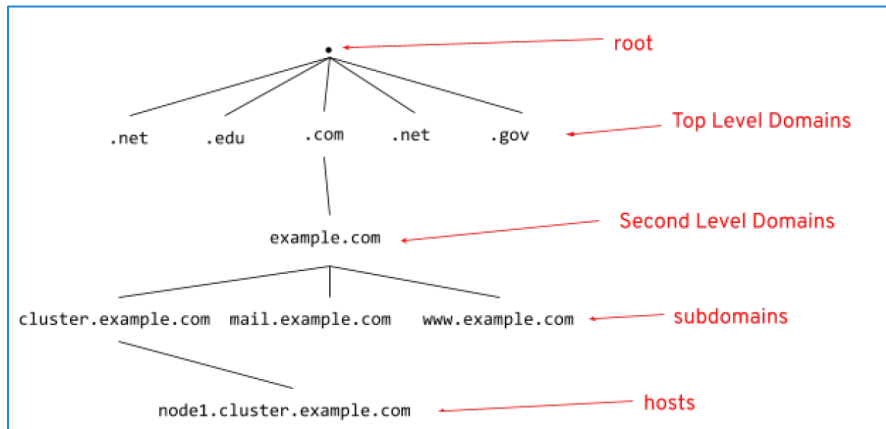 root
.net .edu .com .net .gov
Top Level Domains
example.com
Second Level Domains
cluster.example.com mail.example.com www.example.com
subdomains
node1.cluster.example.com
hosts